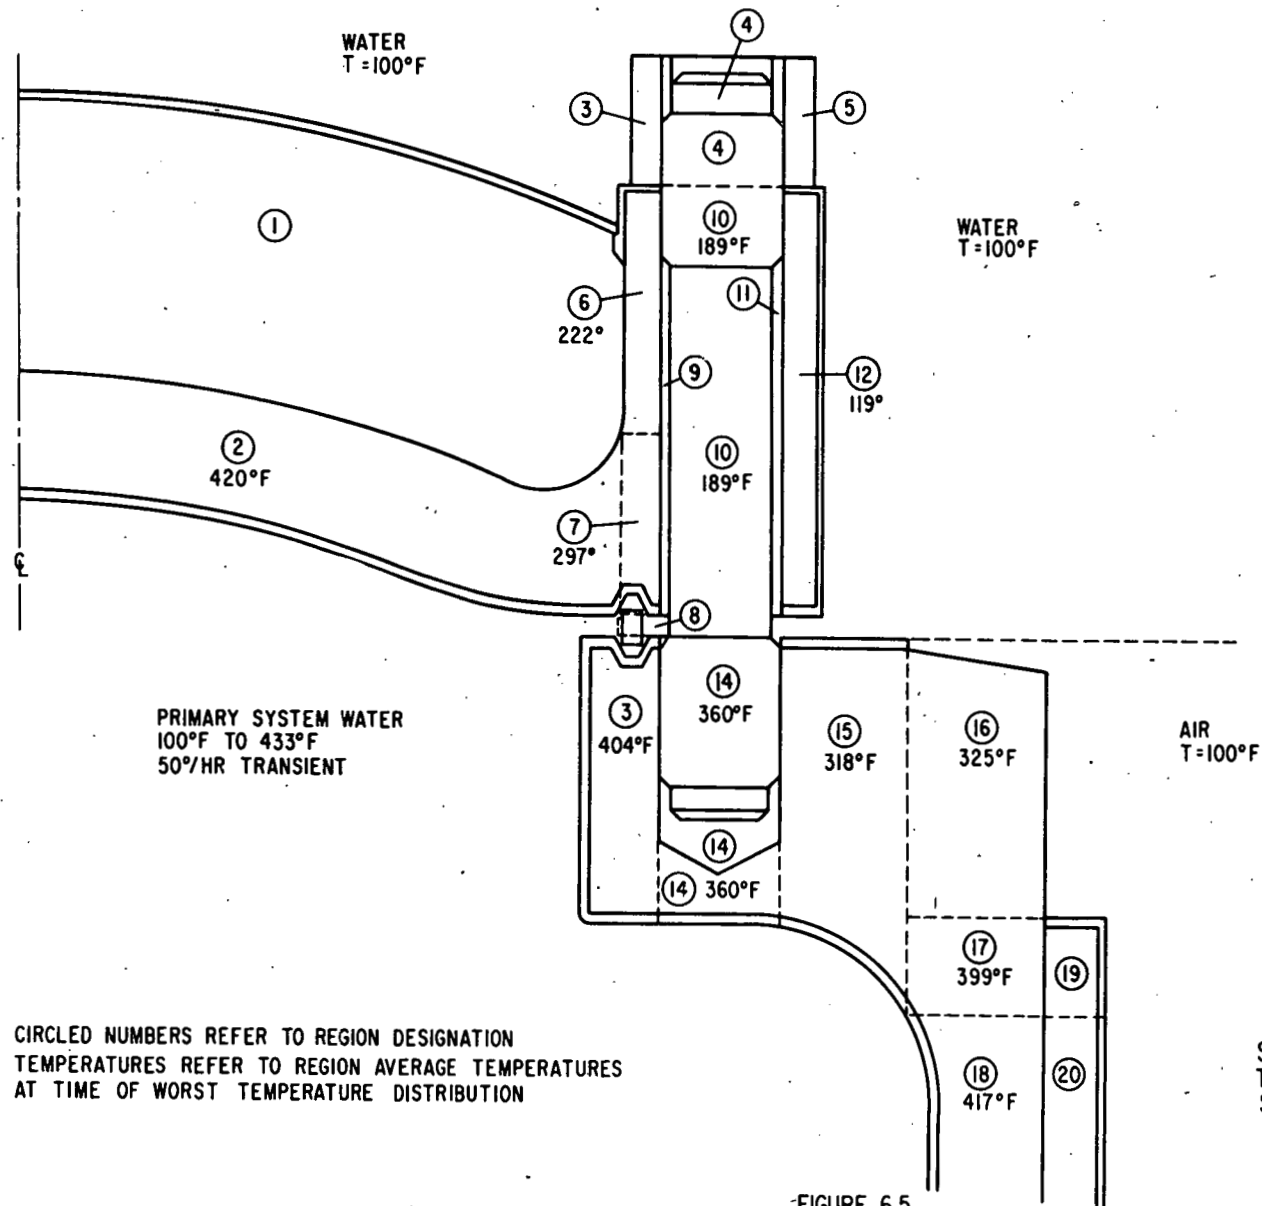 ④
WATER
T=100°F
③
⑤
④
①
⑩
189°F
WATER
T=100°F
⑪
⑥
222°
⑨
⑫
119°
②
420°F
⑩
189°F
⑦
297°
℄
⑧
⑭
360°F
③
404°F
⑮
318°F
⑯
325°F
PRIMARY SYSTEM WATER
100°F TO 433°F
50°/HR TRANSIENT
AIR
T=100°F
⑭
⑭ 360°F
⑰
399°F
⑲
CIRCLED NUMBERS REFER TO REGION DESIGNATION
TEMPERATURES REFER TO REGION AVERAGE TEMPERATURES
AT TIME OF WORST TEMPERATURE DISTRIBUTION
⑱
417°F
⑳
FIGURE 6.5